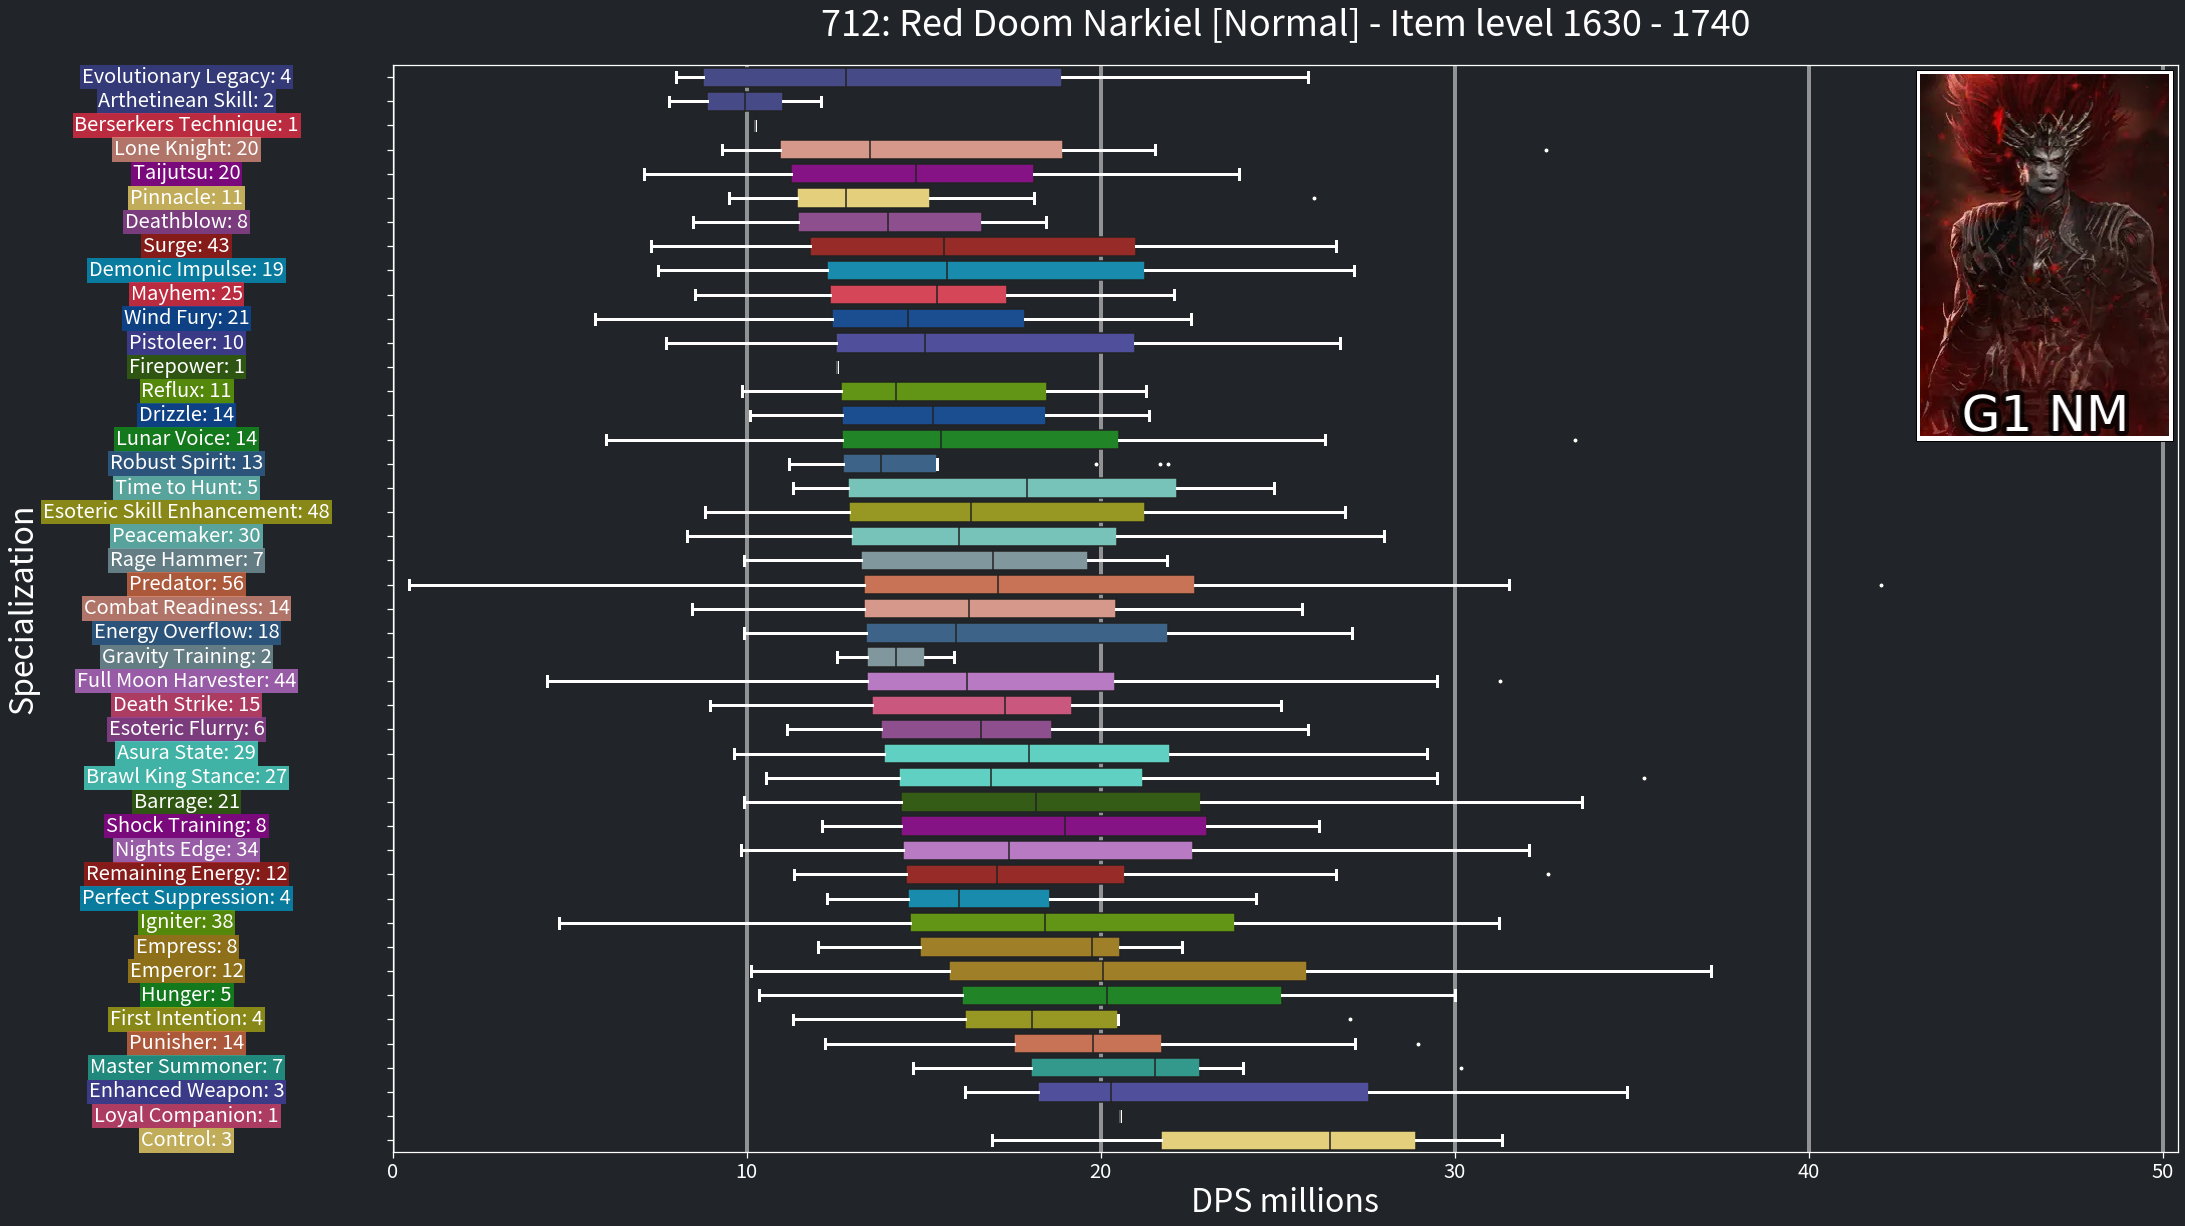 712: Red Doom Narkiel [Normal] - Item level 1630 - 1740
Specialization
Evolutionary Legacy: 4
Arthetinean Skill: 2
Berserkers Technique: 1
Lone Knight: 20
Taijutsu: 20
Pinnacle: 11
Deathblow: 8
Surge: 43
Demonic Impulse: 19
Mayhem: 25
Wind Fury: 21
Pistoleer: 10
Firepower: 1
Reflux: 11
Drizzle: 14
Lunar Voice: 14
Robust Spirit: 13
Time to Hunt: 5
Esoteric Skill Enhancement: 48
Peacemaker: 30
Rage Hammer: 7
Predator: 56
Combat Readiness: 14
Energy Overflow: 18
Gravity Training: 2
Full Moon Harvester: 44
Death Strike: 15
Esoteric Flurry: 6
Asura State: 29
Brawl King Stance: 27
Barrage: 21
Shock Training: 8
Nights Edge: 34
Remaining Energy: 12
Perfect Suppression: 4
Igniter: 38
Empress: 8
Emperor: 12
Hunger: 5
First Intention: 4
Punisher: 14
Master Summoner: 7
Enhanced Weapon: 3
Loyal Companion: 1
Control: 3
G1 NM
0 10 20 30 40 50
DPS millions